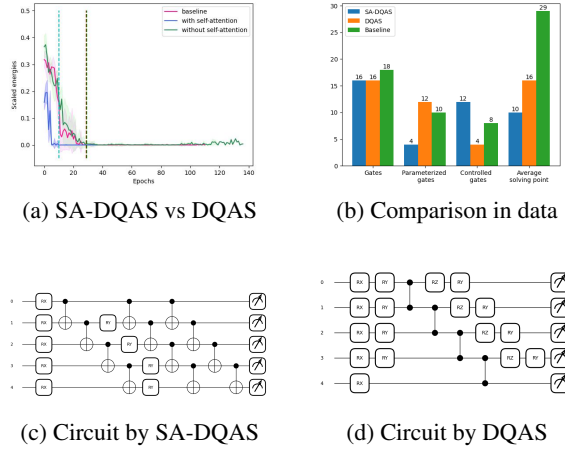 baseline
with self-attention
without self-attention
Scaled energies
0.5
0.4
0.3
0.2
0.1
0.0
0 20 40 60 80 100 120 140
Epochs
(a) SA-DQAS vs DQAS
SA-DQAS
DQAS
Baseline
30
25
20
15
10
5
0
16 16 18
4 12 10
12 4 8
10 16 29
Gates
Parameterized gates
Controlled gates
Average solving point
(b) Comparison in data
0 RX
1 RX RY
2 RX RY
3 RX RY
4 RX RY
(c) Circuit by SA-DQAS
0 RX RY RZ RY
1 RX RY RZ RY
2 RX RY RZ RY
3 RX RY RZ RY
4 RX
(d) Circuit by DQAS